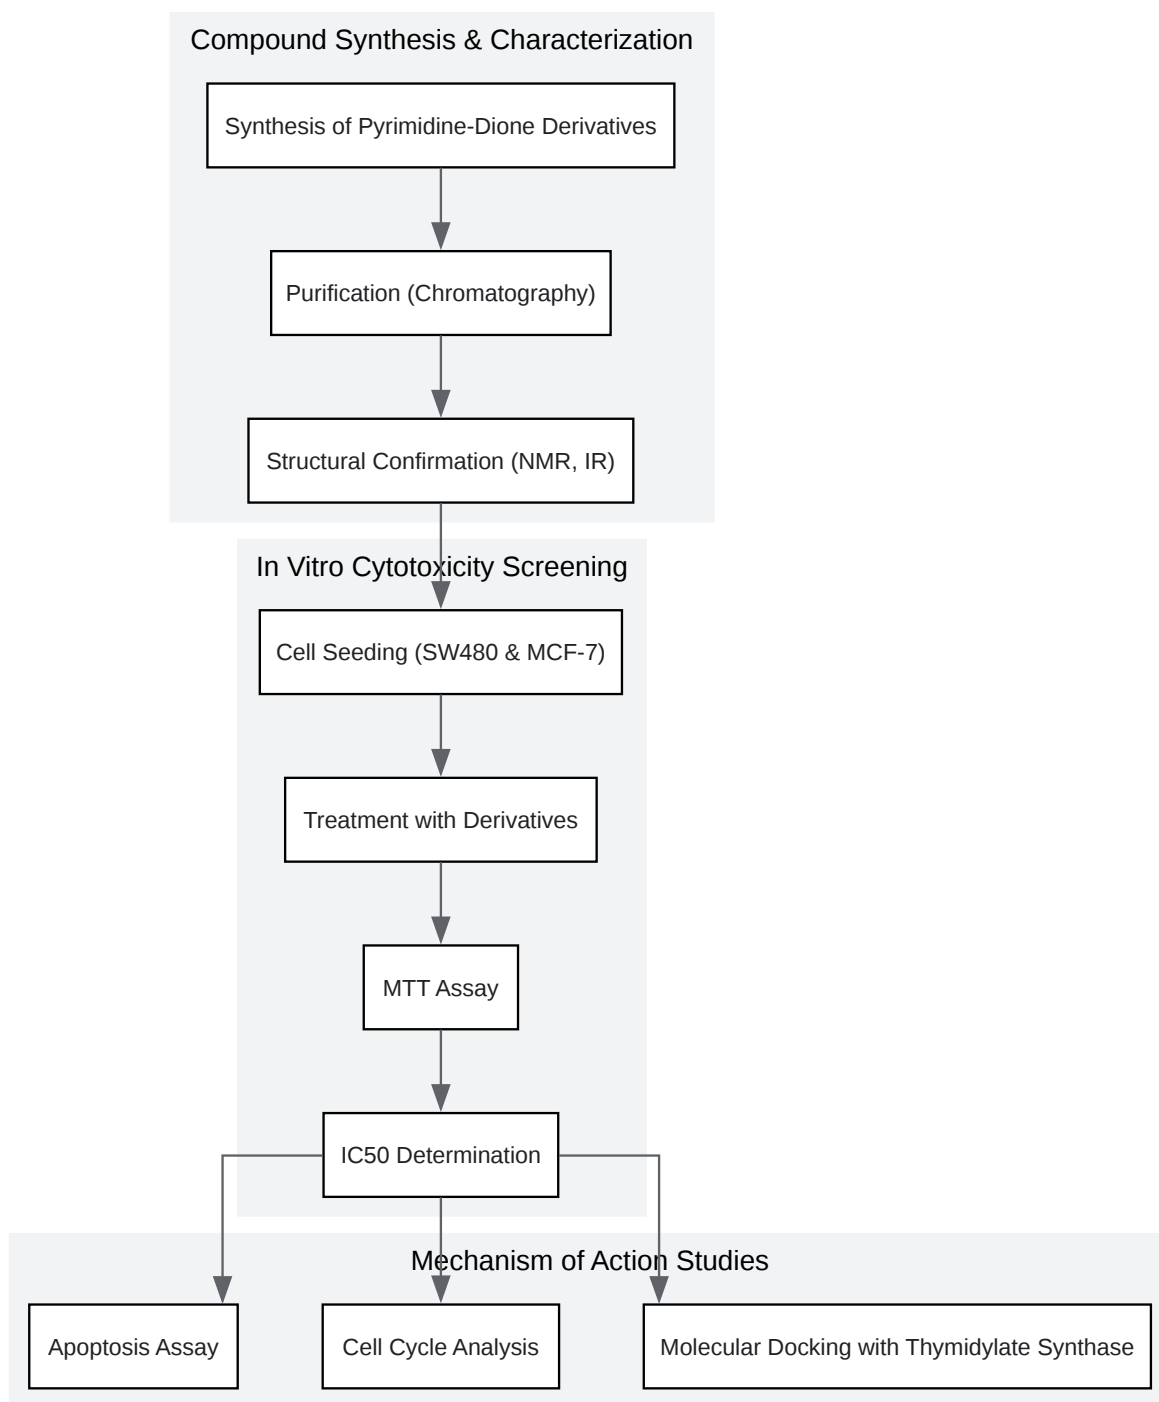 Compound Synthesis & Characterization
Synthesis of Pyrimidine-Dione Derivatives
Purification (Chromatography)
Structural Confirmation (NMR, IR)
In Vitro Cytotoxicity Screening
Cell Seeding (SW480 & MCF-7)
Treatment with Derivatives
MTT Assay
IC50 Determination
Mechanism of Action Studies
Apoptosis Assay
Cell Cycle Analysis
Molecular Docking with Thymidylate Synthase